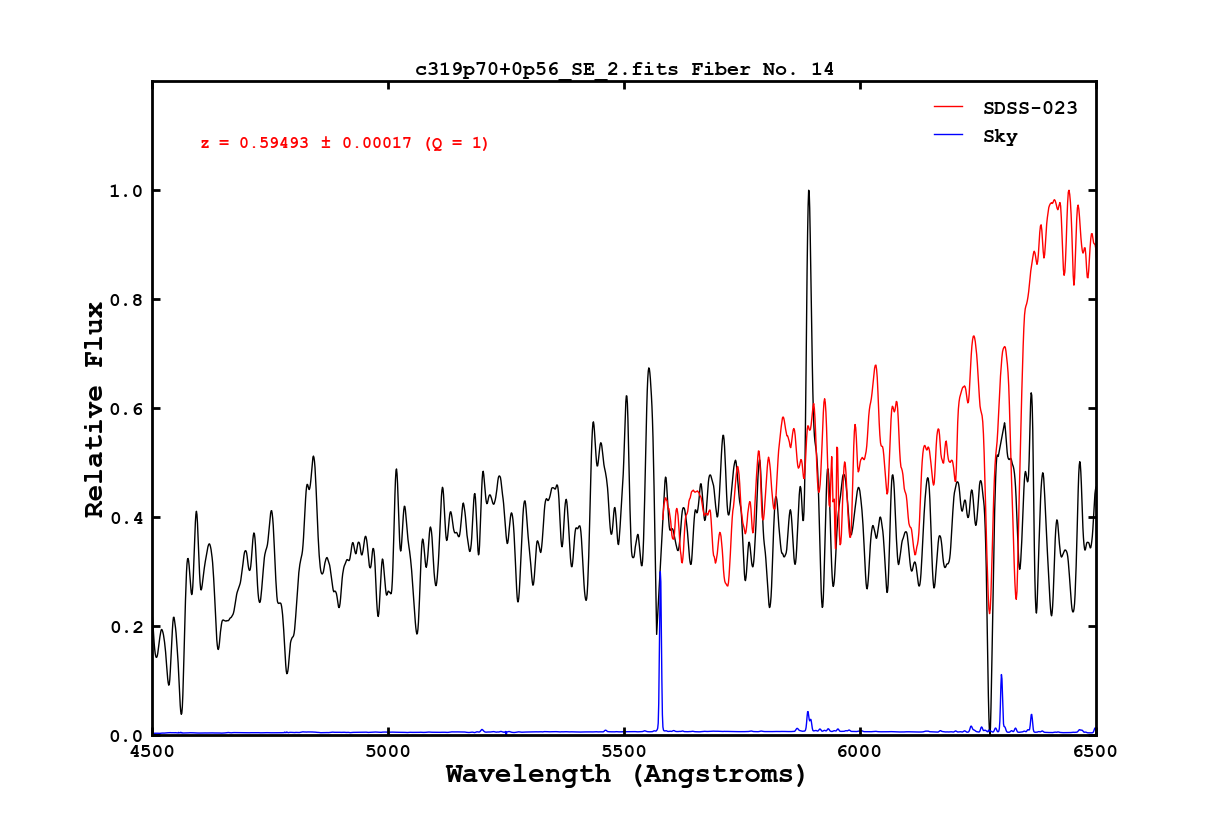 c319p70+0p56_SE_2.fits Fiber No. 14
SDSS-023
Sky
z = 0.59493 ± 0.00017 (Q = 1)
1.0
0.8
0.6
0.4
0.2
0.0
Relative Flux
4500 5000 5500 6000 6500
Wavelength (Angstroms)